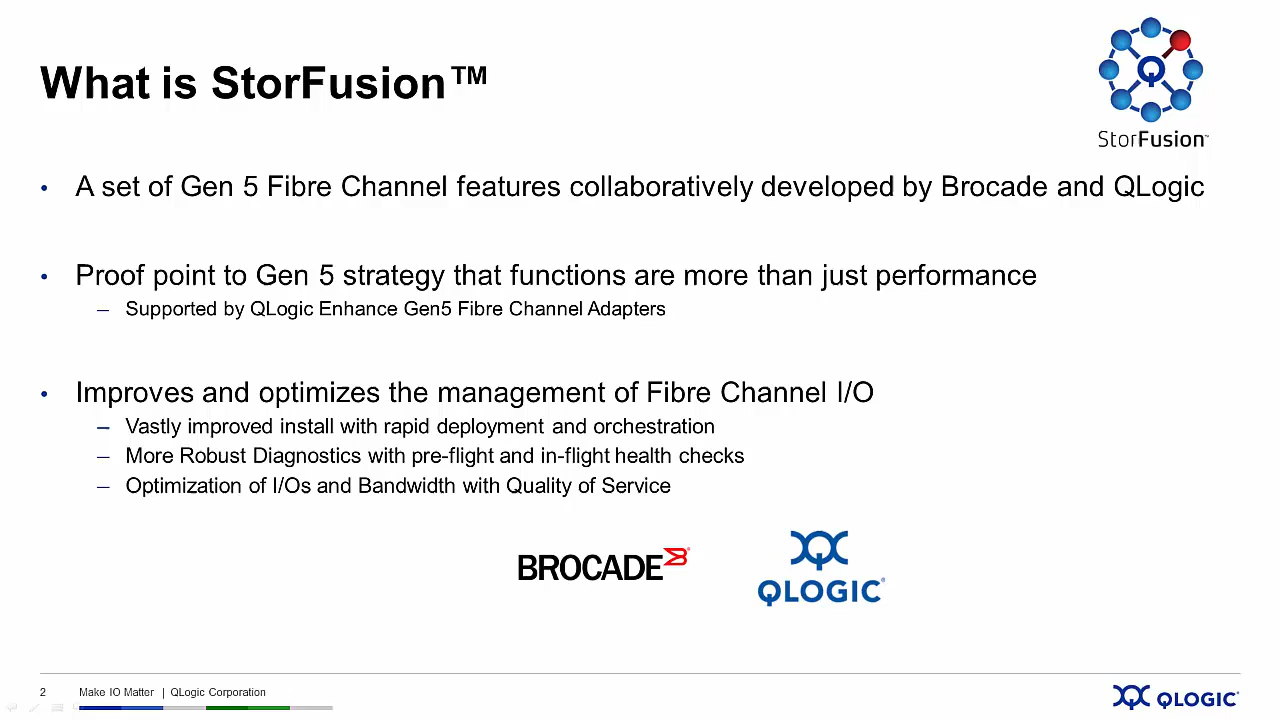 What is StorFusion™
StorFusion™
• A set of Gen 5 Fibre Channel features collaboratively developed by Brocade and QLogic
• Proof point to Gen 5 strategy that functions are more than just performance
– Supported by QLogic Enhance Gen5 Fibre Channel Adapters
• Improves and optimizes the management of Fibre Channel I/O
– Vastly improved install with rapid deployment and orchestration
– More Robust Diagnostics with pre-flight and in-flight health checks
– Optimization of I/Os and Bandwidth with Quality of Service
BROCADE
QLOGIC
2 Make IO Matter | QLogic Corporation
QLOGIC